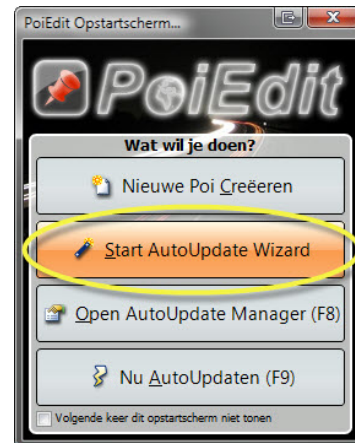 PoiEdit Opstartscherm...
PoiEdit
Wat wil je doen?
Nieuwe Poi Creëeren
Start AutoUpdate Wizard
Open AutoUpdate Manager (F8)
Nu AutoUpdaten (F9)
Volgende keer dit opstartscherm niet tonen